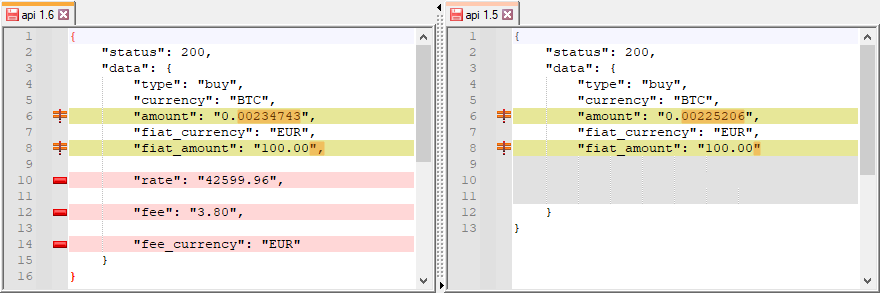 api 1.6
1 {
2 "status": 200,
3 "data": {
4 "type": "buy",
5 "currency": "BTC",
6 "amount": "0.00234743",
7 "fiat_currency": "EUR",
8 "fiat_amount": "100.00",
9
10 "rate": "42599.96",
11
12 "fee": "3.80",
13
14 "fee_currency": "EUR"
15 }
16 }
api 1.5
1 {
2 "status": 200,
3 "data": {
4 "type": "buy",
5 "currency": "BTC",
6 "amount": "0.00225206",
7 "fiat_currency": "EUR",
8 "fiat_amount": "100.00"
9
10
11
12 }
13 }